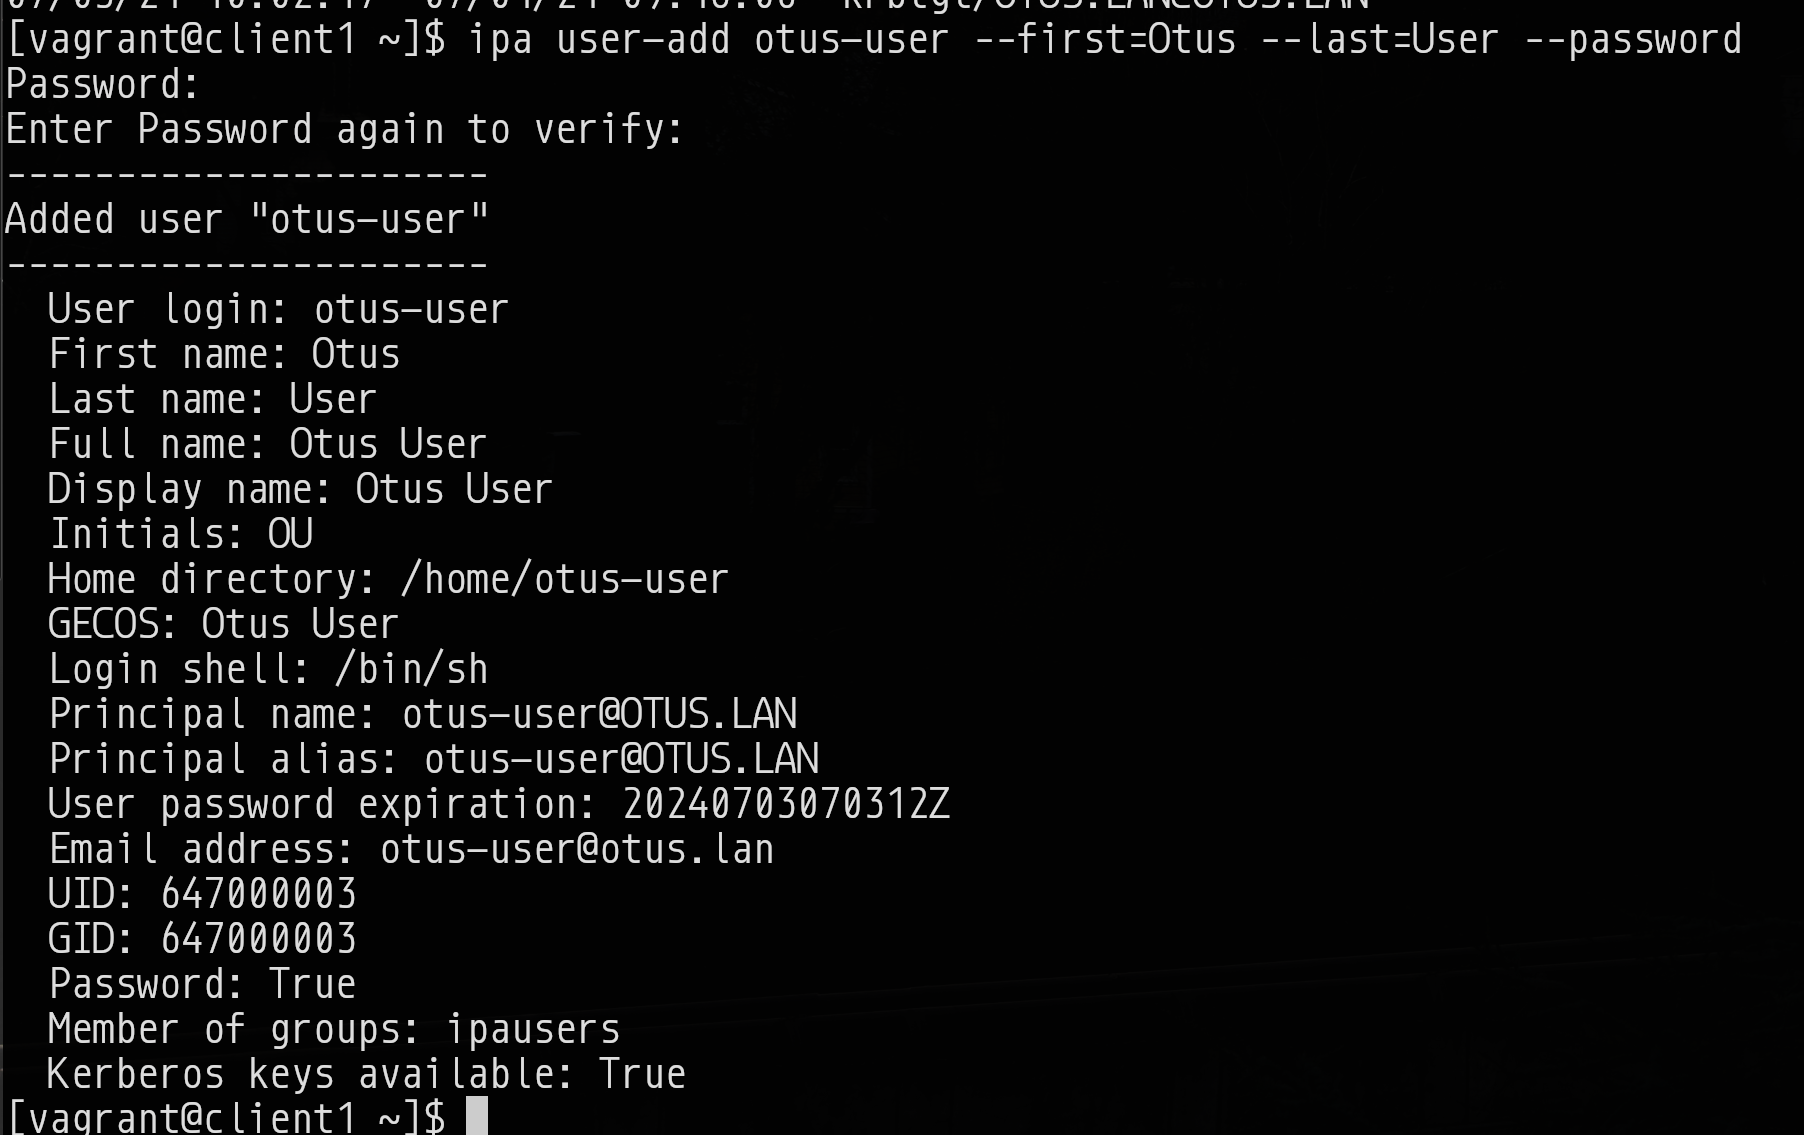 [vagrant@client1 ~]$ ipa user-add otus-user --first=Otus --last=User --password
Password:
Enter Password again to verify:
----------------------
Added user "otus-user"
----------------------
  User login: otus-user
  First name: Otus
  Last name: User
  Full name: Otus User
  Display name: Otus User
  Initials: OU
  Home directory: /home/otus-user
  GECOS: Otus User
  Login shell: /bin/sh
  Principal name: otus-user@OTUS.LAN
  Principal alias: otus-user@OTUS.LAN
  User password expiration: 20240703070312Z
  Email address: otus-user@otus.lan
  UID: 647000003
  GID: 647000003
  Password: True
  Member of groups: ipausers
  Kerberos keys available: True
[vagrant@client1 ~]$